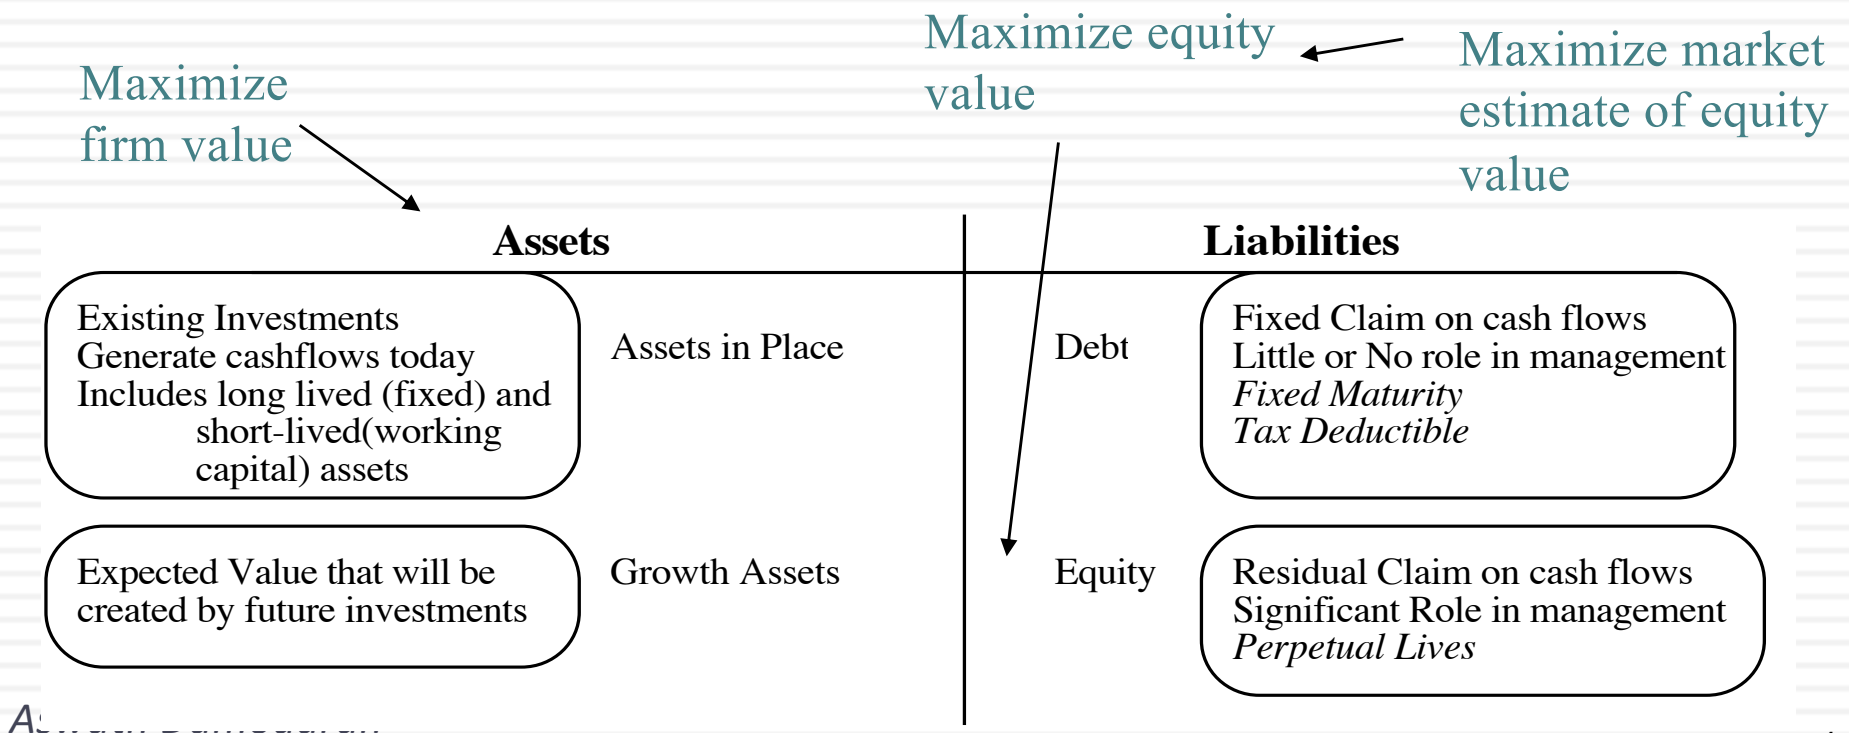 Maximize
firm value
Maximize equity
value
Maximize market
estimate of equity
value
Assets
Liabilities
Existing Investments
Generate cashflows today
Includes long lived (fixed) and
short-lived(working
capital) assets
Assets in Place
Debt
Fixed Claim on cash flows
Little or No role in management
Fixed Maturity
Tax Deductible
Expected Value that will be
created by future investments
Growth Assets
Equity
Residual Claim on cash flows
Significant Role in management
Perpetual Lives